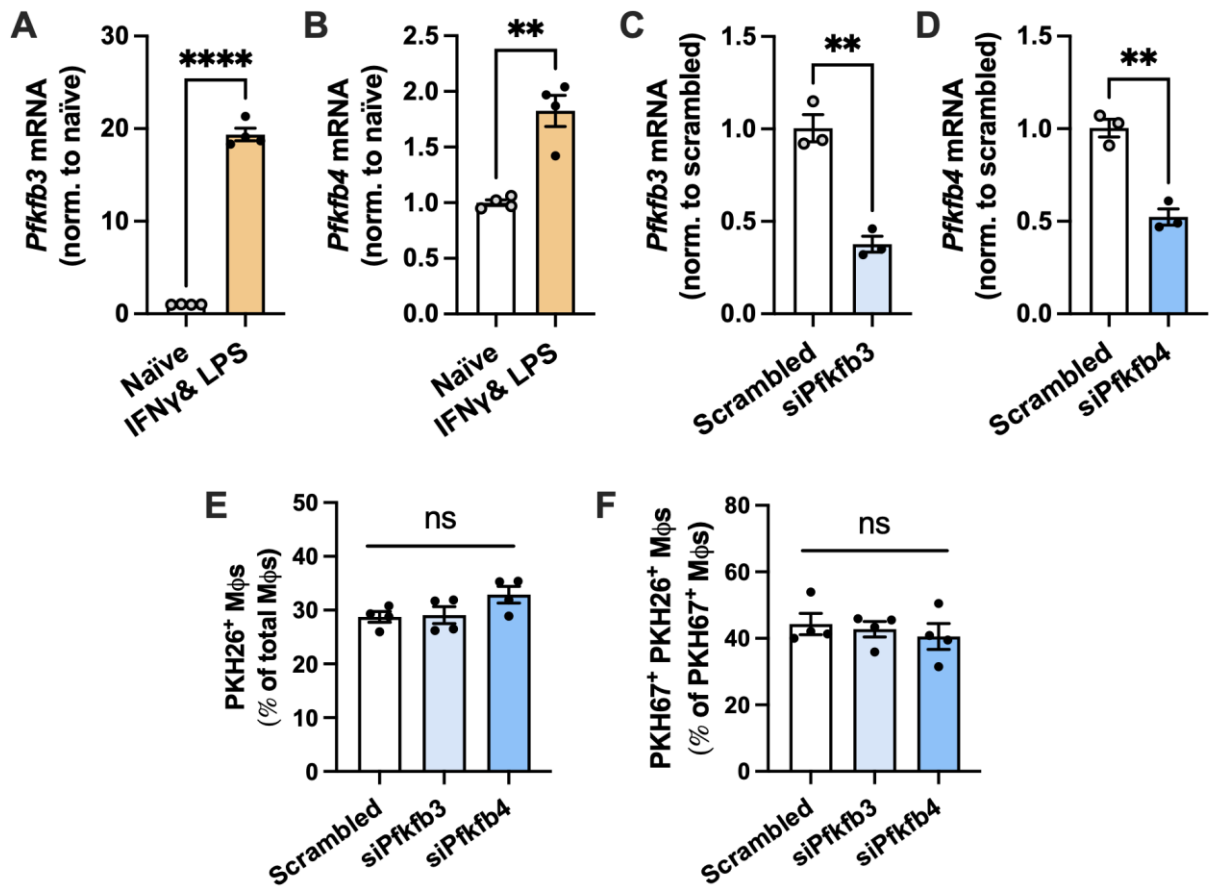 A
Pfkfb3 mRNA
(norm. to naïve)
30
20
10
0
****
Naïve
IFNγ& LPS
B
Pfkfb4 mRNA
(norm. to naïve)
2.5
2.0
1.5
1.0
0.5
0.0
**
Naïve
IFNγ& LPS
C
Pfkfb3 mRNA
(norm. to scrambled)
1.5
1.0
0.5
0.0
**
Scrambled
siPfkfb3
D
Pfkfb4 mRNA
(norm. to scrambled)
1.5
1.0
0.5
0.0
**
Scrambled
siPfkfb4
E
PKH26⁺ Mϕs
(% of total Mϕs)
50
40
30
20
10
0
ns
Scrambled
siPfkfb3
siPfkfb4
F
PKH67⁺ PKH26⁺ Mϕs
(% of PKH67⁺ Mϕs)
80
60
40
20
0
ns
Scrambled
siPfkfb3
siPfkfb4